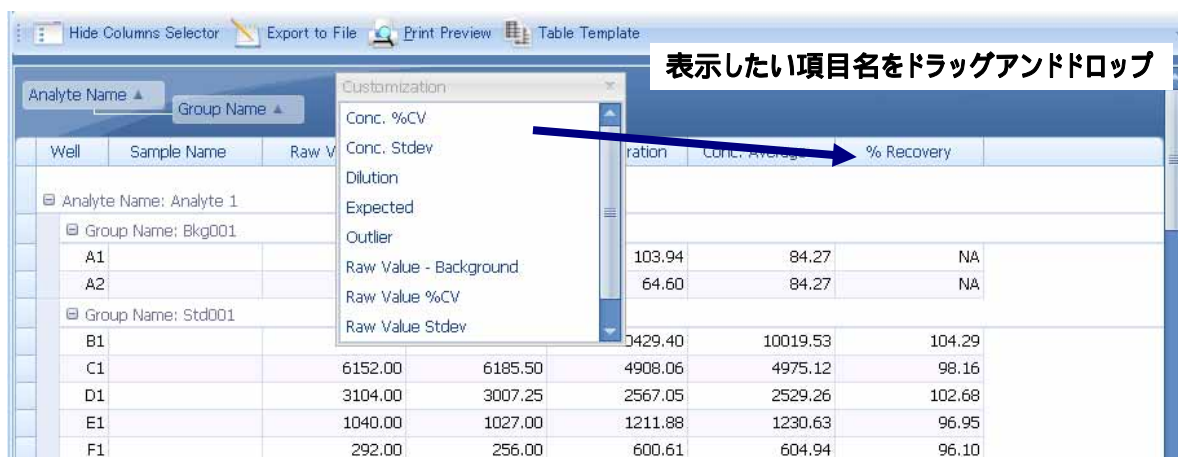 Hide Columns Selector Export to File Print Preview Table Template
表示したい項目名をドラッグアンドドロップ
Analyte Name
Group Name
Customization
Conc. %CV
Conc. Stdev
Dilution
Expected
Outlier
Raw Value - Background
Raw Value %CV
Raw Value Stdev
Well Sample Name Raw V ration Conc. Average % Recovery
Analyte Name: Analyte 1
Group Name: Bkg001
A1 103.94 84.27 NA
A2 64.60 84.27 NA
Group Name: Std001
B1 0429.40 10019.53 104.29
C1 6152.00 6185.50 4908.06 4975.12 98.16
D1 3104.00 3007.25 2567.05 2529.26 102.68
E1 1040.00 1027.00 1211.88 1230.63 96.95
F1 292.00 256.00 600.61 604.94 96.10